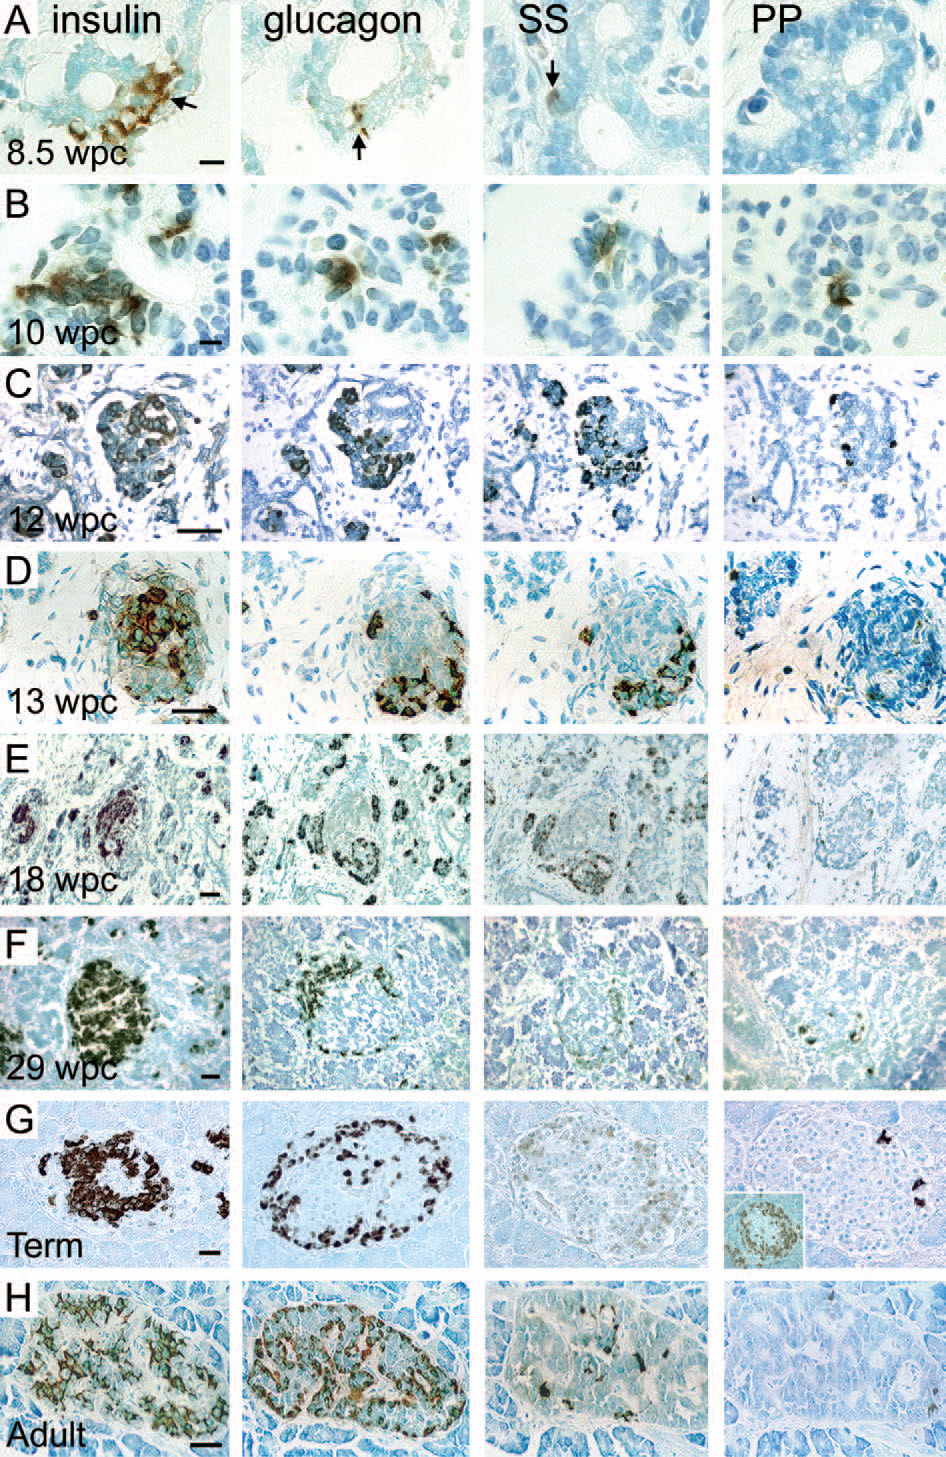 A insulin glucagon SS PP
8.5 wpc
B
10 wpc
C
12 wpc
D
13 wpc
E
18 wpc
F
29 wpc
G
Term
H
Adult